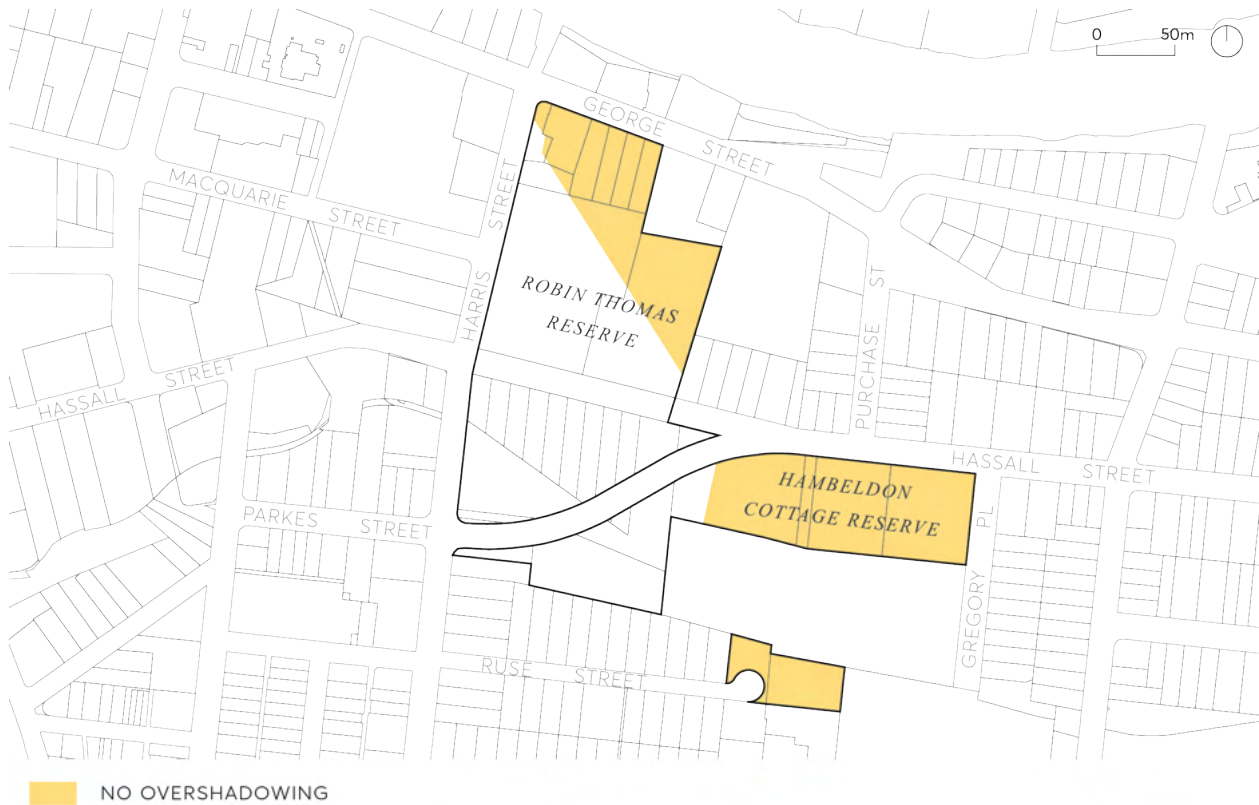 0 50m
GEORGE STREET
MACQUARIE STREET
HARRIS STREET
ROBIN THOMAS
RESERVE
PURCHASE ST
HASSALL STREET
HASSALL STREET
HAMBELDON
COTTAGE RESERVE
PARKES STREET
GREGORY PL
RUSE STREET
NO OVERSHADOWING